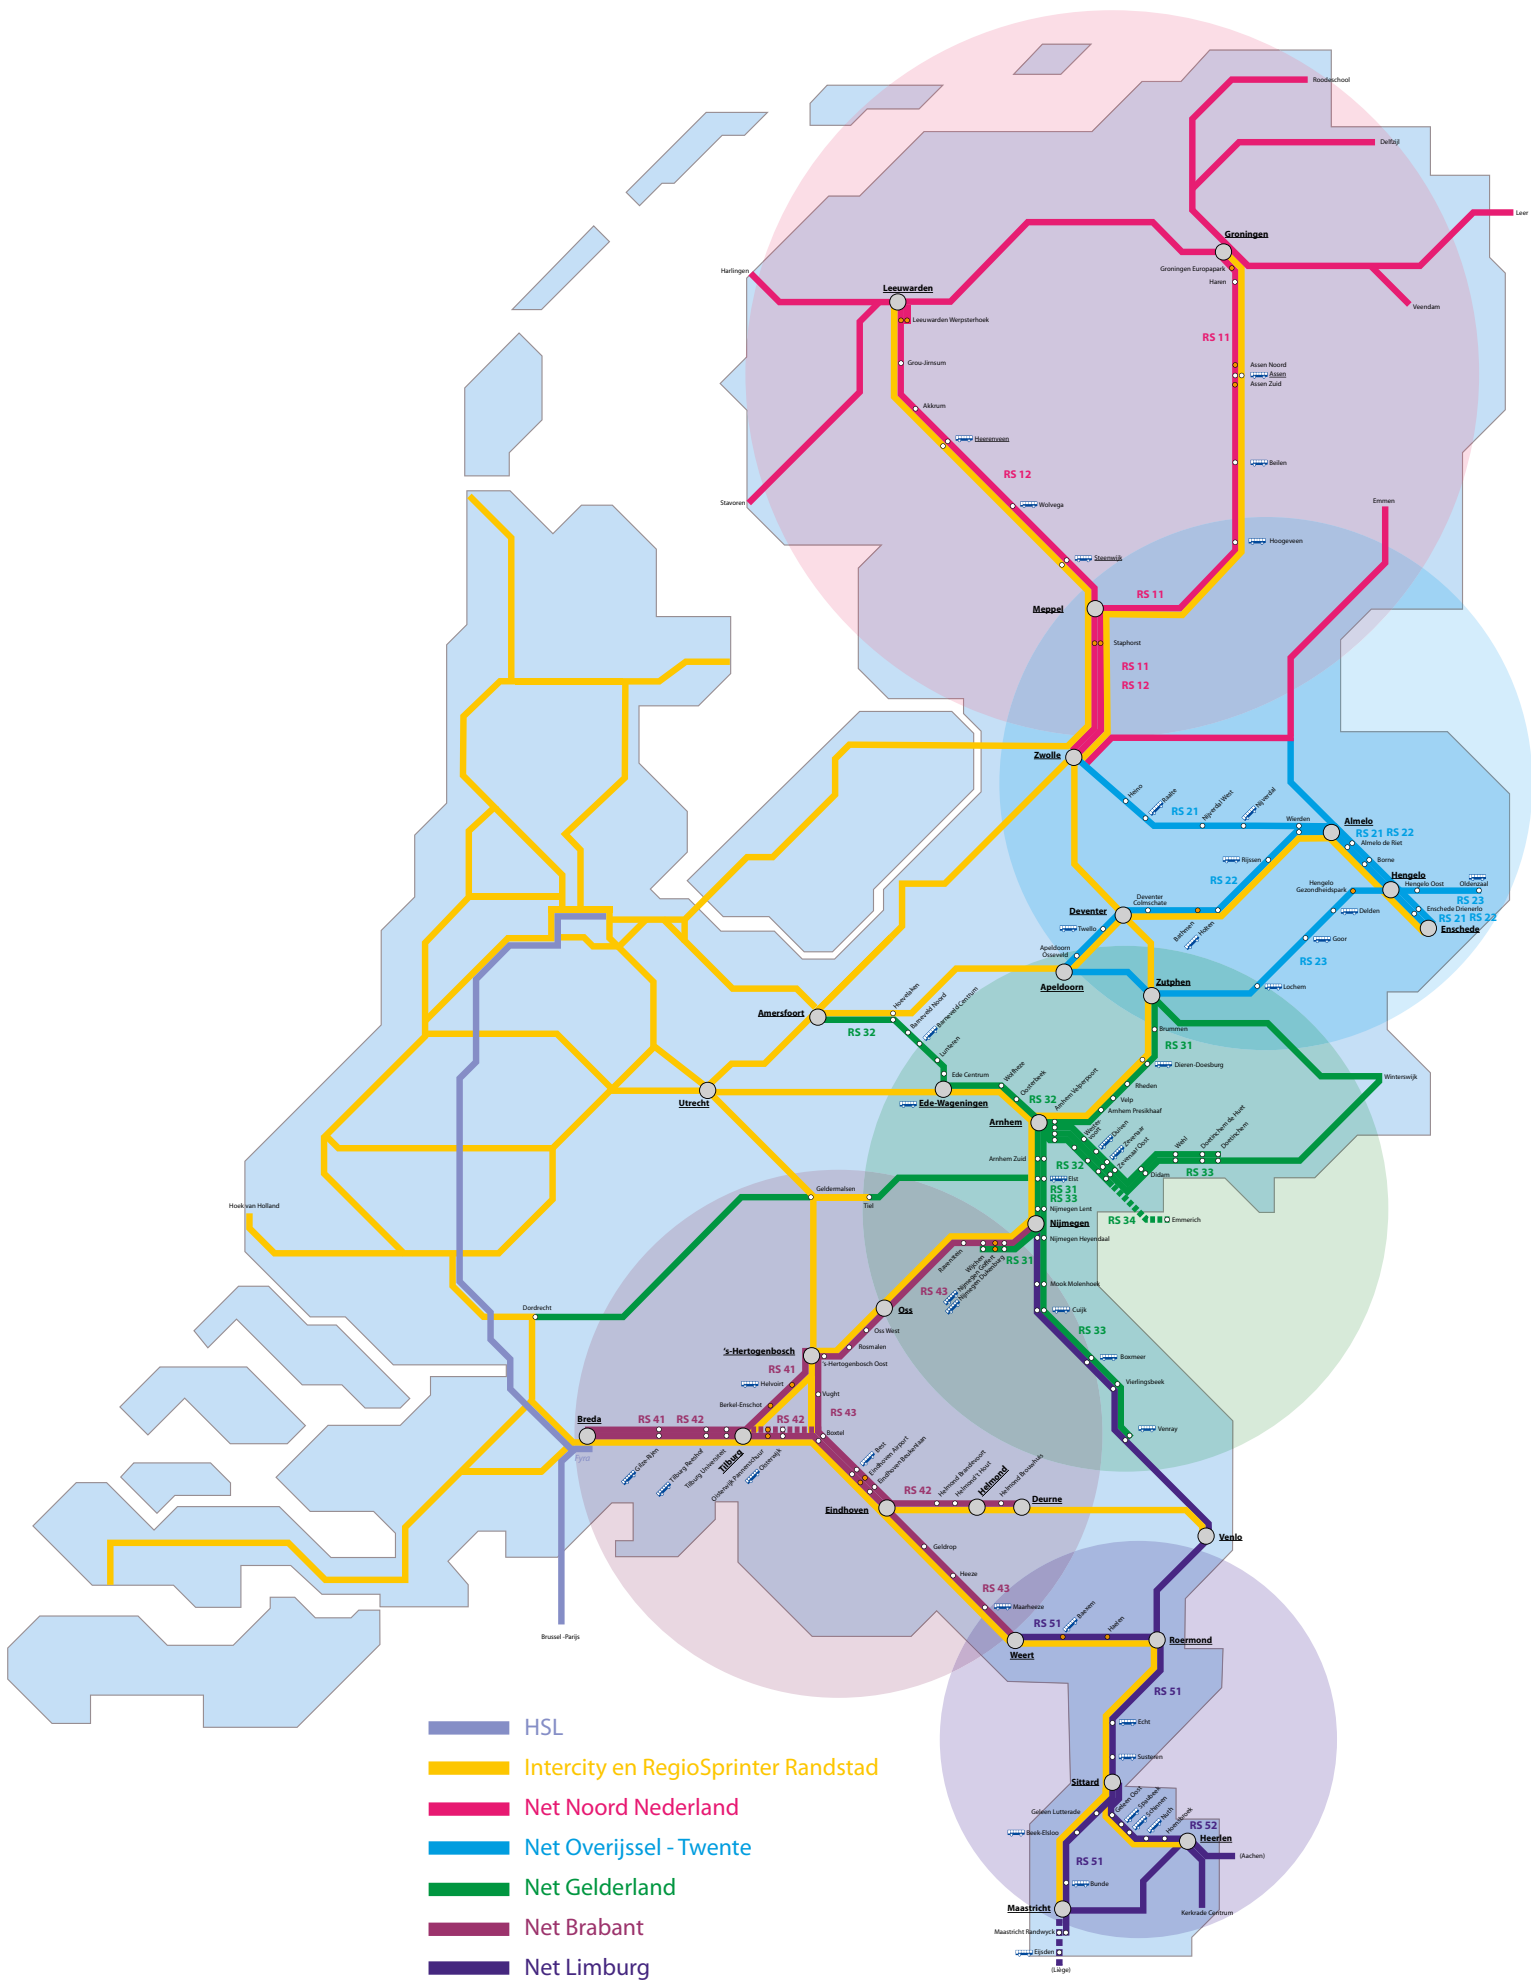 Roodeschool
Delfzijl
Leer
Groningen
Groningen Europapark
Haren
Harlingen
Leeuwarden
Veendam
Leeuwarden Werpsterhoek
RS 11
Grou-Jirnsum
Assen Noord
Assen
Assen Zuid
Akkrum
Heerenveen
Beilen
RS 12
Stavoren
Wolvega
Emmen
Hoogeveen
Steenwijk
RS 11
Meppel
Staphorst
RS 11
RS 12
Zwolle
Heino
Raalte
RS 21
Nijverdal West
Nijverdal
Wierden
Almelo
RS 21 RS 22
Almelo de Riet
Borne
Rijssen
RS 22
Hengelo
Hengelo
Gezondheidspark
Hengelo Oost
Oldenzaal
RS 23
Deventer
Colmschate
Deventer
Bathmen
Holten
Delden
Enschede Drienerlo
RS 21 RS 22
Enschede
Twello
Goor
Apeldoorn
Osseveld
RS 23
Apeldoorn
Zutphen
Lochem
Hoevelaken
Barneveld Noord
Barneveld Centrum
Amersfoort
RS 32
Lunteren
Brummen
RS 31
Ede Centrum
Wolfheze
Oosterbeek
Dieren-Doesburg
Winterswijk
Rheden
Utrecht
Ede-Wageningen
RS 32
Arnhem Velperpoort
Velp
Arnhem Presikhaaf
Arnhem
Wester-
voort
Duiven
Zevenaar
Zevenaar Oost
Wehl
Doetinchem de Huet
Doetinchem
Arnhem Zuid
RS 32
RS 33
Didam
Elst
RS 31
RS 33
Geldermalsen
Tiel
Hoek van Holland
Nijmegen Lent
RS 34
Emmerich
Nijmegen
Nijmegen Heyendaal
Ravenstein
Wijchen
Nijmegen Goffert
Nijmegen Dukenburg
RS 31
Mook Molenhoek
RS 43
Dordrecht
Oss
Cuijk
Oss West
RS 33
Rosmalen
's-Hertogenbosch
's-Hertogenbosch Oost
Boxmeer
RS 41
Helvoirt
Vierlingsbeek
Vught
Berkel-Enschot
RS 43
Breda
RS 41
RS 42
RS 42
Boxtel
Venray
Fyra
Gilze-Rijen
Tilburg Reeshof
Tilburg Universiteit
Tilburg
Oisterwijk Pannenschuur
Oisterwijk
Best
Eindhoven Airport
Eindhoven Beukenlaan
RS 42
Helmond Brandevoort
Helmond 't Hout
Helmond
Helmond Brouwhuis
Deurne
Eindhoven
Venlo
Geldrop
Heeze
RS 43
Maarheeze
Brussel -Parijs
RS 51
Baexem
Haelen
Weert
Roermond
RS 51
HSL
Echt
Susteren
Intercity en RegioSprinter Randstad
Sittard
Net Noord Nederland
Geleen Lutterade
Geleen Oost
Spaubeek
Schinnen
Nuth
Hoensbroek
RS 52
Beek-Elsloo
Heerlen
Net Overijssel - Twente
(Aachen)
RS 51
Bunde
Net Gelderland
Maastricht
Kerkrade Centrum
Net Brabant
Maastricht Randwyck
Eijsden
Net Limburg
(Liège)